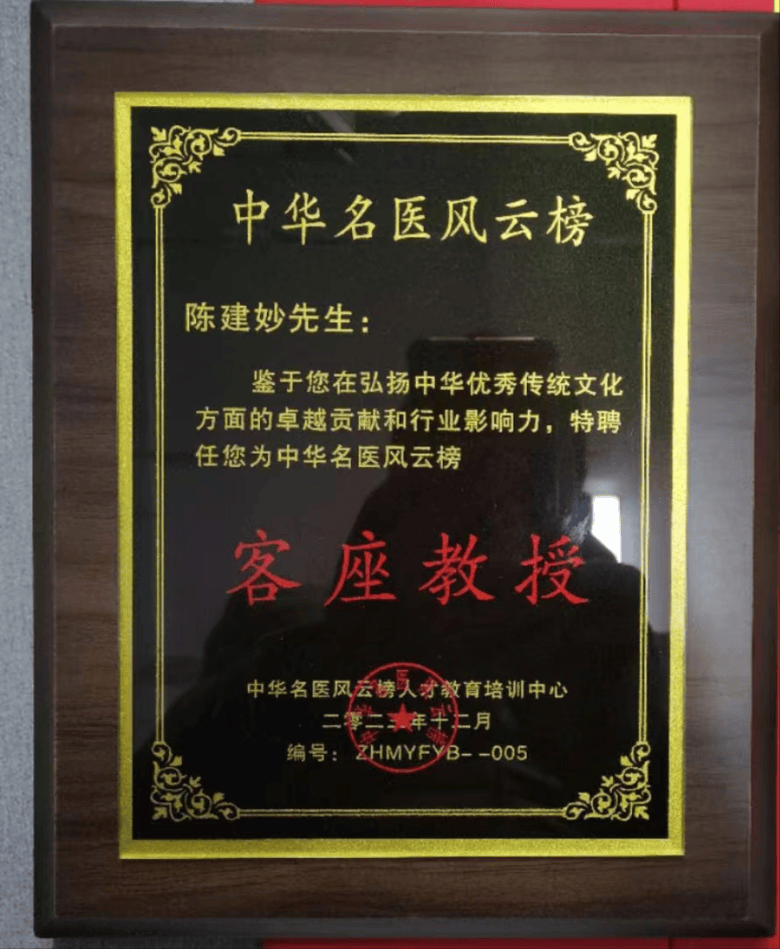 中华名医风云榜
陈建妙先生：
鉴于您在弘扬中华优秀传统文化
方面的卓越贡献和行业影响力，特聘
任您为中华名医风云榜
客座教授
中华名医风云榜人才教育培训中心
二零二 年十二月
编号：ZHMYFYB--005